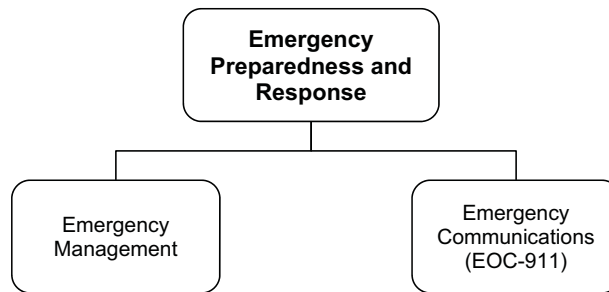 Emergency
Preparedness and
Response
Emergency
Management
Emergency
Communications
(EOC-911)